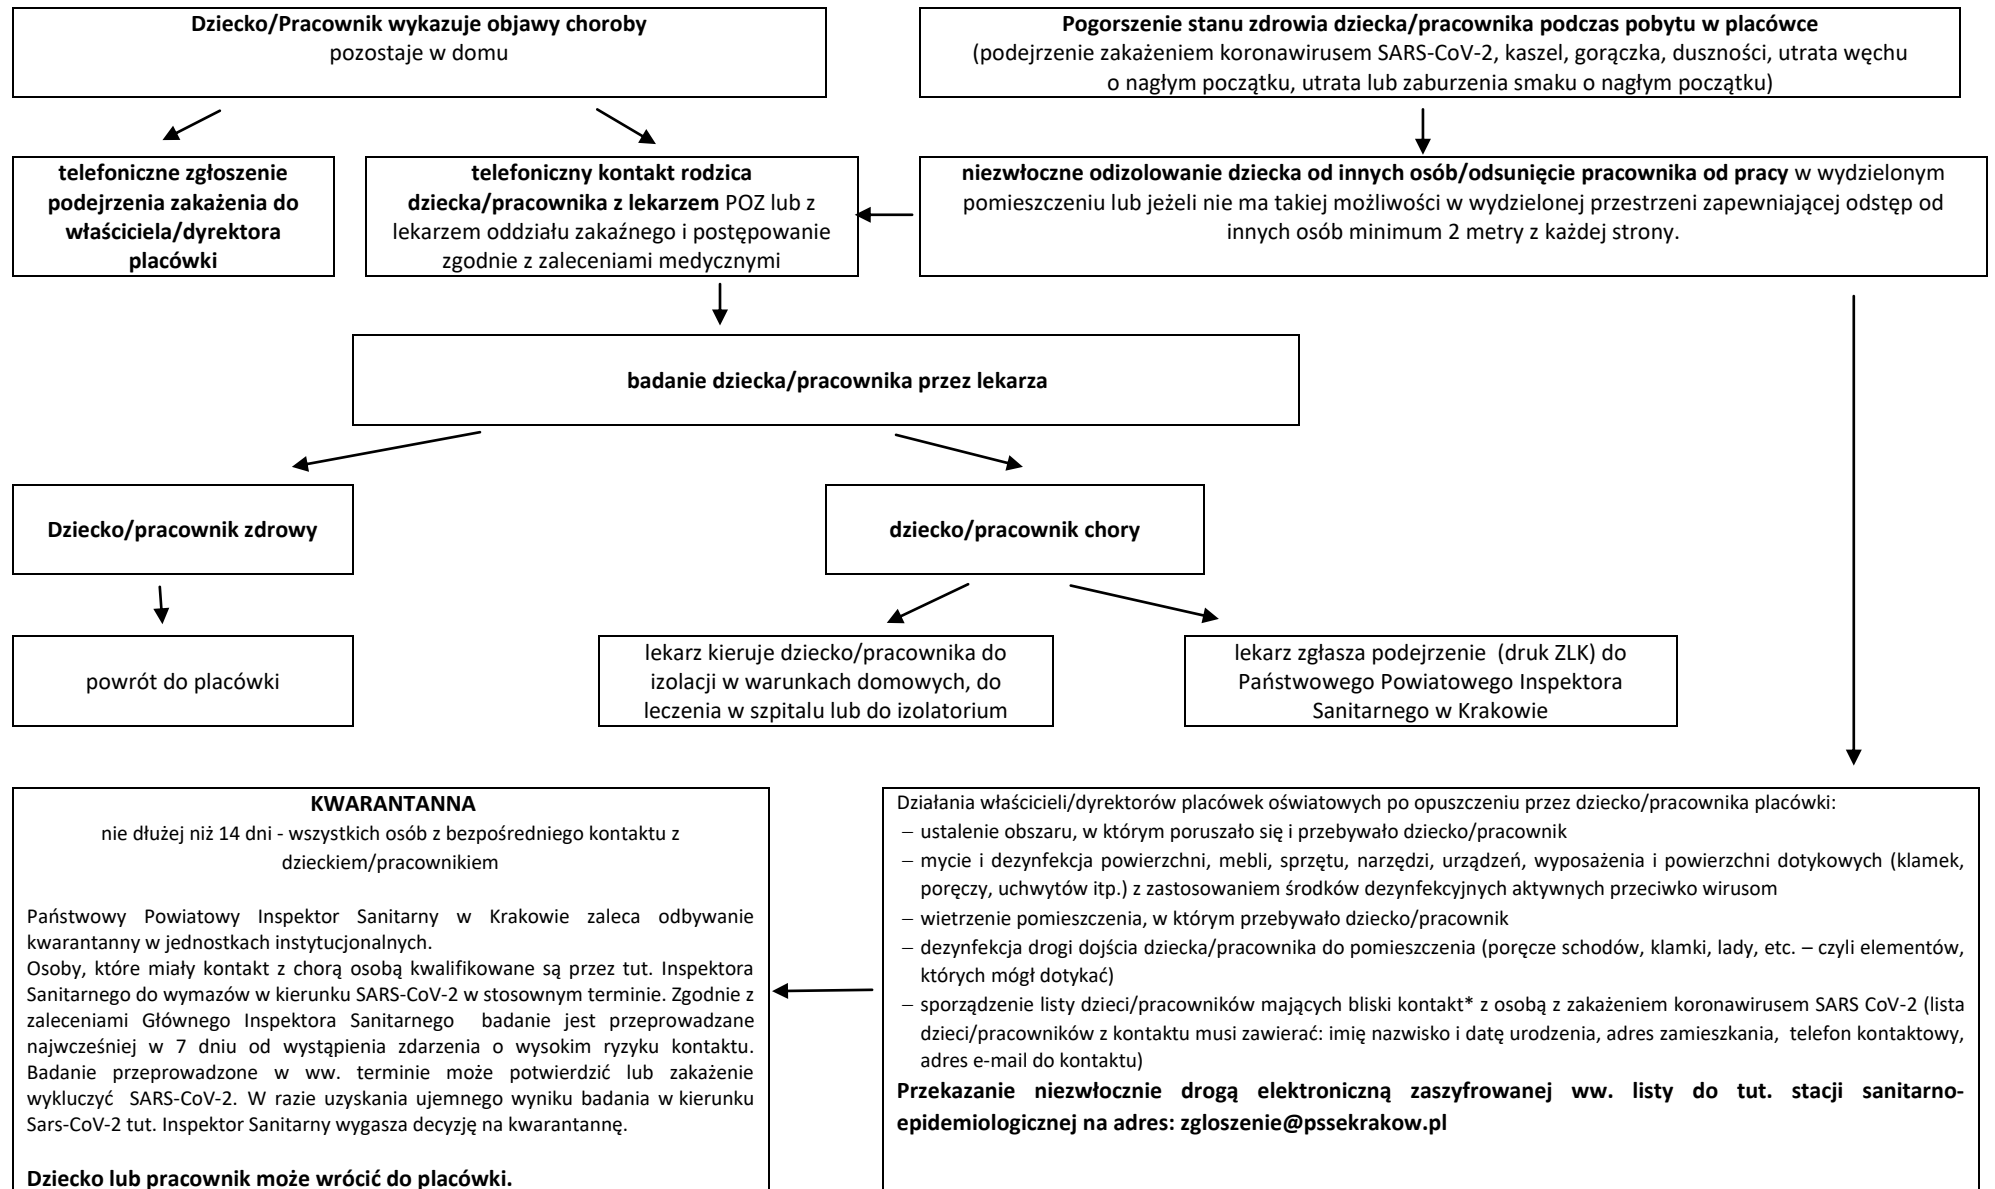 Dziecko/Pracownik wykazuje objawy choroby
pozostaje w domu
Pogorszenie stanu zdrowia dziecka/pracownika podczas pobytu w placówce
(podejrzenie zakażeniem koronawirusem SARS-CoV-2, kaszel, gorączka, duszności, utrata węchu
o nagłym początku, utrata lub zaburzenia smaku o nagłym początku)
telefoniczne zgłoszenie
podejrzenia zakażenia do
właściciela/dyrektora
placówki
telefoniczny kontakt rodzica
dziecka/pracownika z lekarzem POZ lub z
lekarzem oddziału zakaźnego i postępowanie
zgodnie z zaleceniami medycznymi
niezwłoczne odizolowanie dziecka od innych osób/odsunięcie pracownika od pracy w wydzielonym
pomieszczeniu lub jeżeli nie ma takiej możliwości w wydzielonej przestrzeni zapewniającej odstęp od
innych osób minimum 2 metry z każdej strony.
badanie dziecka/pracownika przez lekarza
Dziecko/pracownik zdrowy
dziecko/pracownik chory
powrót do placówki
lekarz kieruje dziecko/pracownika do
izolacji w warunkach domowych, do
leczenia w szpitalu lub do izolatorium
lekarz zgłasza podejrzenie (druk ZLK) do
Państwowego Powiatowego Inspektora
Sanitarnego w Krakowie
KWARANTANNA
nie dłużej niż 14 dni - wszystkich osób z bezpośredniego kontaktu z
dzieckiem/pracownikiem
Państwowy Powiatowy Inspektor Sanitarny w Krakowie zaleca odbywanie
kwarantanny w jednostkach instytucjonalnych.
Osoby, które miały kontakt z chorą osobą kwalifikowane są przez tut. Inspektora
Sanitarnego do wymazów w kierunku SARS-CoV-2 w stosownym terminie. Zgodnie z
zaleceniami Głównego Inspektora Sanitarnego badanie jest przeprowadzane
najwcześniej w 7 dniu od wystąpienia zdarzenia o wysokim ryzyku kontaktu.
Badanie przeprowadzone w ww. terminie może potwierdzić lub zakażenie
wykluczyć SARS-CoV-2. W razie uzyskania ujemnego wyniku badania w kierunku
Sars-CoV-2 tut. Inspektor Sanitarny wygasza decyzję na kwarantannę.
Dziecko lub pracownik może wrócić do placówki.
Działania właścicieli/dyrektorów placówek oświatowych po opuszczeniu przez dziecko/pracownika placówki:
– ustalenie obszaru, w którym poruszało się i przebywało dziecko/pracownik
– mycie i dezynfekcja powierzchni, mebli, sprzętu, narzędzi, urządzeń, wyposażenia i powierzchni dotykowych (klamek,
poręczy, uchwytów itp.) z zastosowaniem środków dezynfekcyjnych aktywnych przeciwko wirusom
– wietrzenie pomieszczenia, w którym przebywało dziecko/pracownik
– dezynfekcja drogi dojścia dziecka/pracownika do pomieszczenia (poręcze schodów, klamki, lady, etc. – czyli elementów,
których mógł dotykać)
– sporządzenie listy dzieci/pracowników mających bliski kontakt* z osobą z zakażeniem koronawirusem SARS CoV-2 (lista
dzieci/pracowników z kontaktu musi zawierać: imię nazwisko i datę urodzenia, adres zamieszkania, telefon kontaktowy,
adres e-mail do kontaktu)
Przekazanie niezwłocznie drogą elektroniczną zaszyfrowanej ww. listy do tut. stacji sanitarno-
epidemiologicznej na adres: zgloszenie@pssekrakow.pl